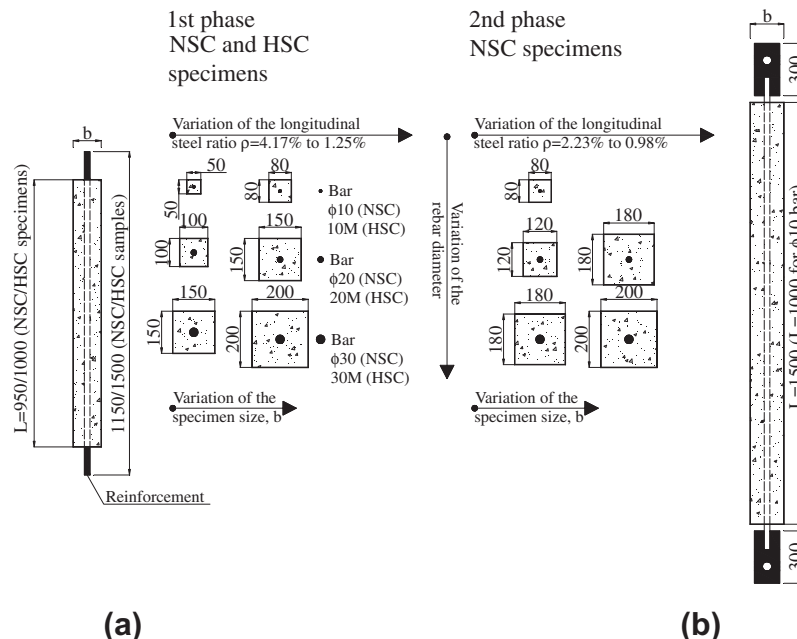 1st phase
NSC and HSC
specimens
2nd phase
NSC specimens
b
L=950/1000 (NSC/HSC specimens)
1150/1500 (NSC/HSC samples)
Reinforcement
Variation of the longitudinal
steel ratio ρ=4.17% to 1.25%
50
50
80
80
100
100
150
150
150
150
200
200
Bar
ϕ10 (NSC)
10M (HSC)
Bar
ϕ20 (NSC)
20M (HSC)
Bar
ϕ30 (NSC)
30M (HSC)
Variation of the
specimen size, b
Variation of the
rebar diameter
Variation of the longitudinal
steel ratio ρ=2.23% to 0.98%
80
80
120
120
180
180
180
180
200
200
Variation of the
specimen size, b
b
300
L=1500 (L=1000 for ϕ10 bar)
300
(a)
(b)